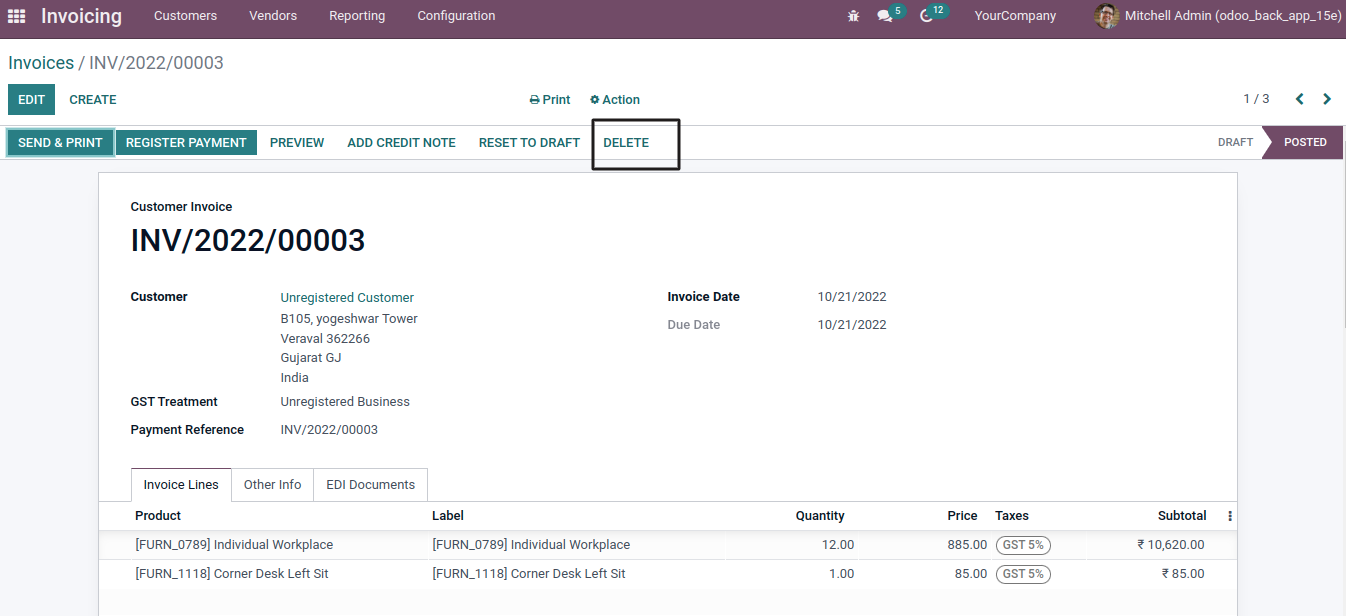 Invoicing Customers Vendors Reporting Configuration 5 12 YourCompany Mitchell Admin (odoo_back_app_15e)
Invoices / INV/2022/00003
EDIT CREATE Print Action 1 / 3
SEND & PRINT REGISTER PAYMENT PREVIEW ADD CREDIT NOTE RESET TO DRAFT DELETE DRAFT POSTED
Customer Invoice
INV/2022/00003
Customer Unregistered Customer Invoice Date 10/21/2022
B105, yogeshwar Tower Due Date 10/21/2022
Veraval 362266
Gujarat GJ
India
GST Treatment Unregistered Business
Payment Reference INV/2022/00003
Invoice Lines Other Info EDI Documents
Product Label Quantity Price Taxes Subtotal
[FURN_0789] Individual Workplace [FURN_0789] Individual Workplace 12.00 885.00 GST 5% ₹ 10,620.00
[FURN_1118] Corner Desk Left Sit [FURN_1118] Corner Desk Left Sit 1.00 85.00 GST 5% ₹ 85.00